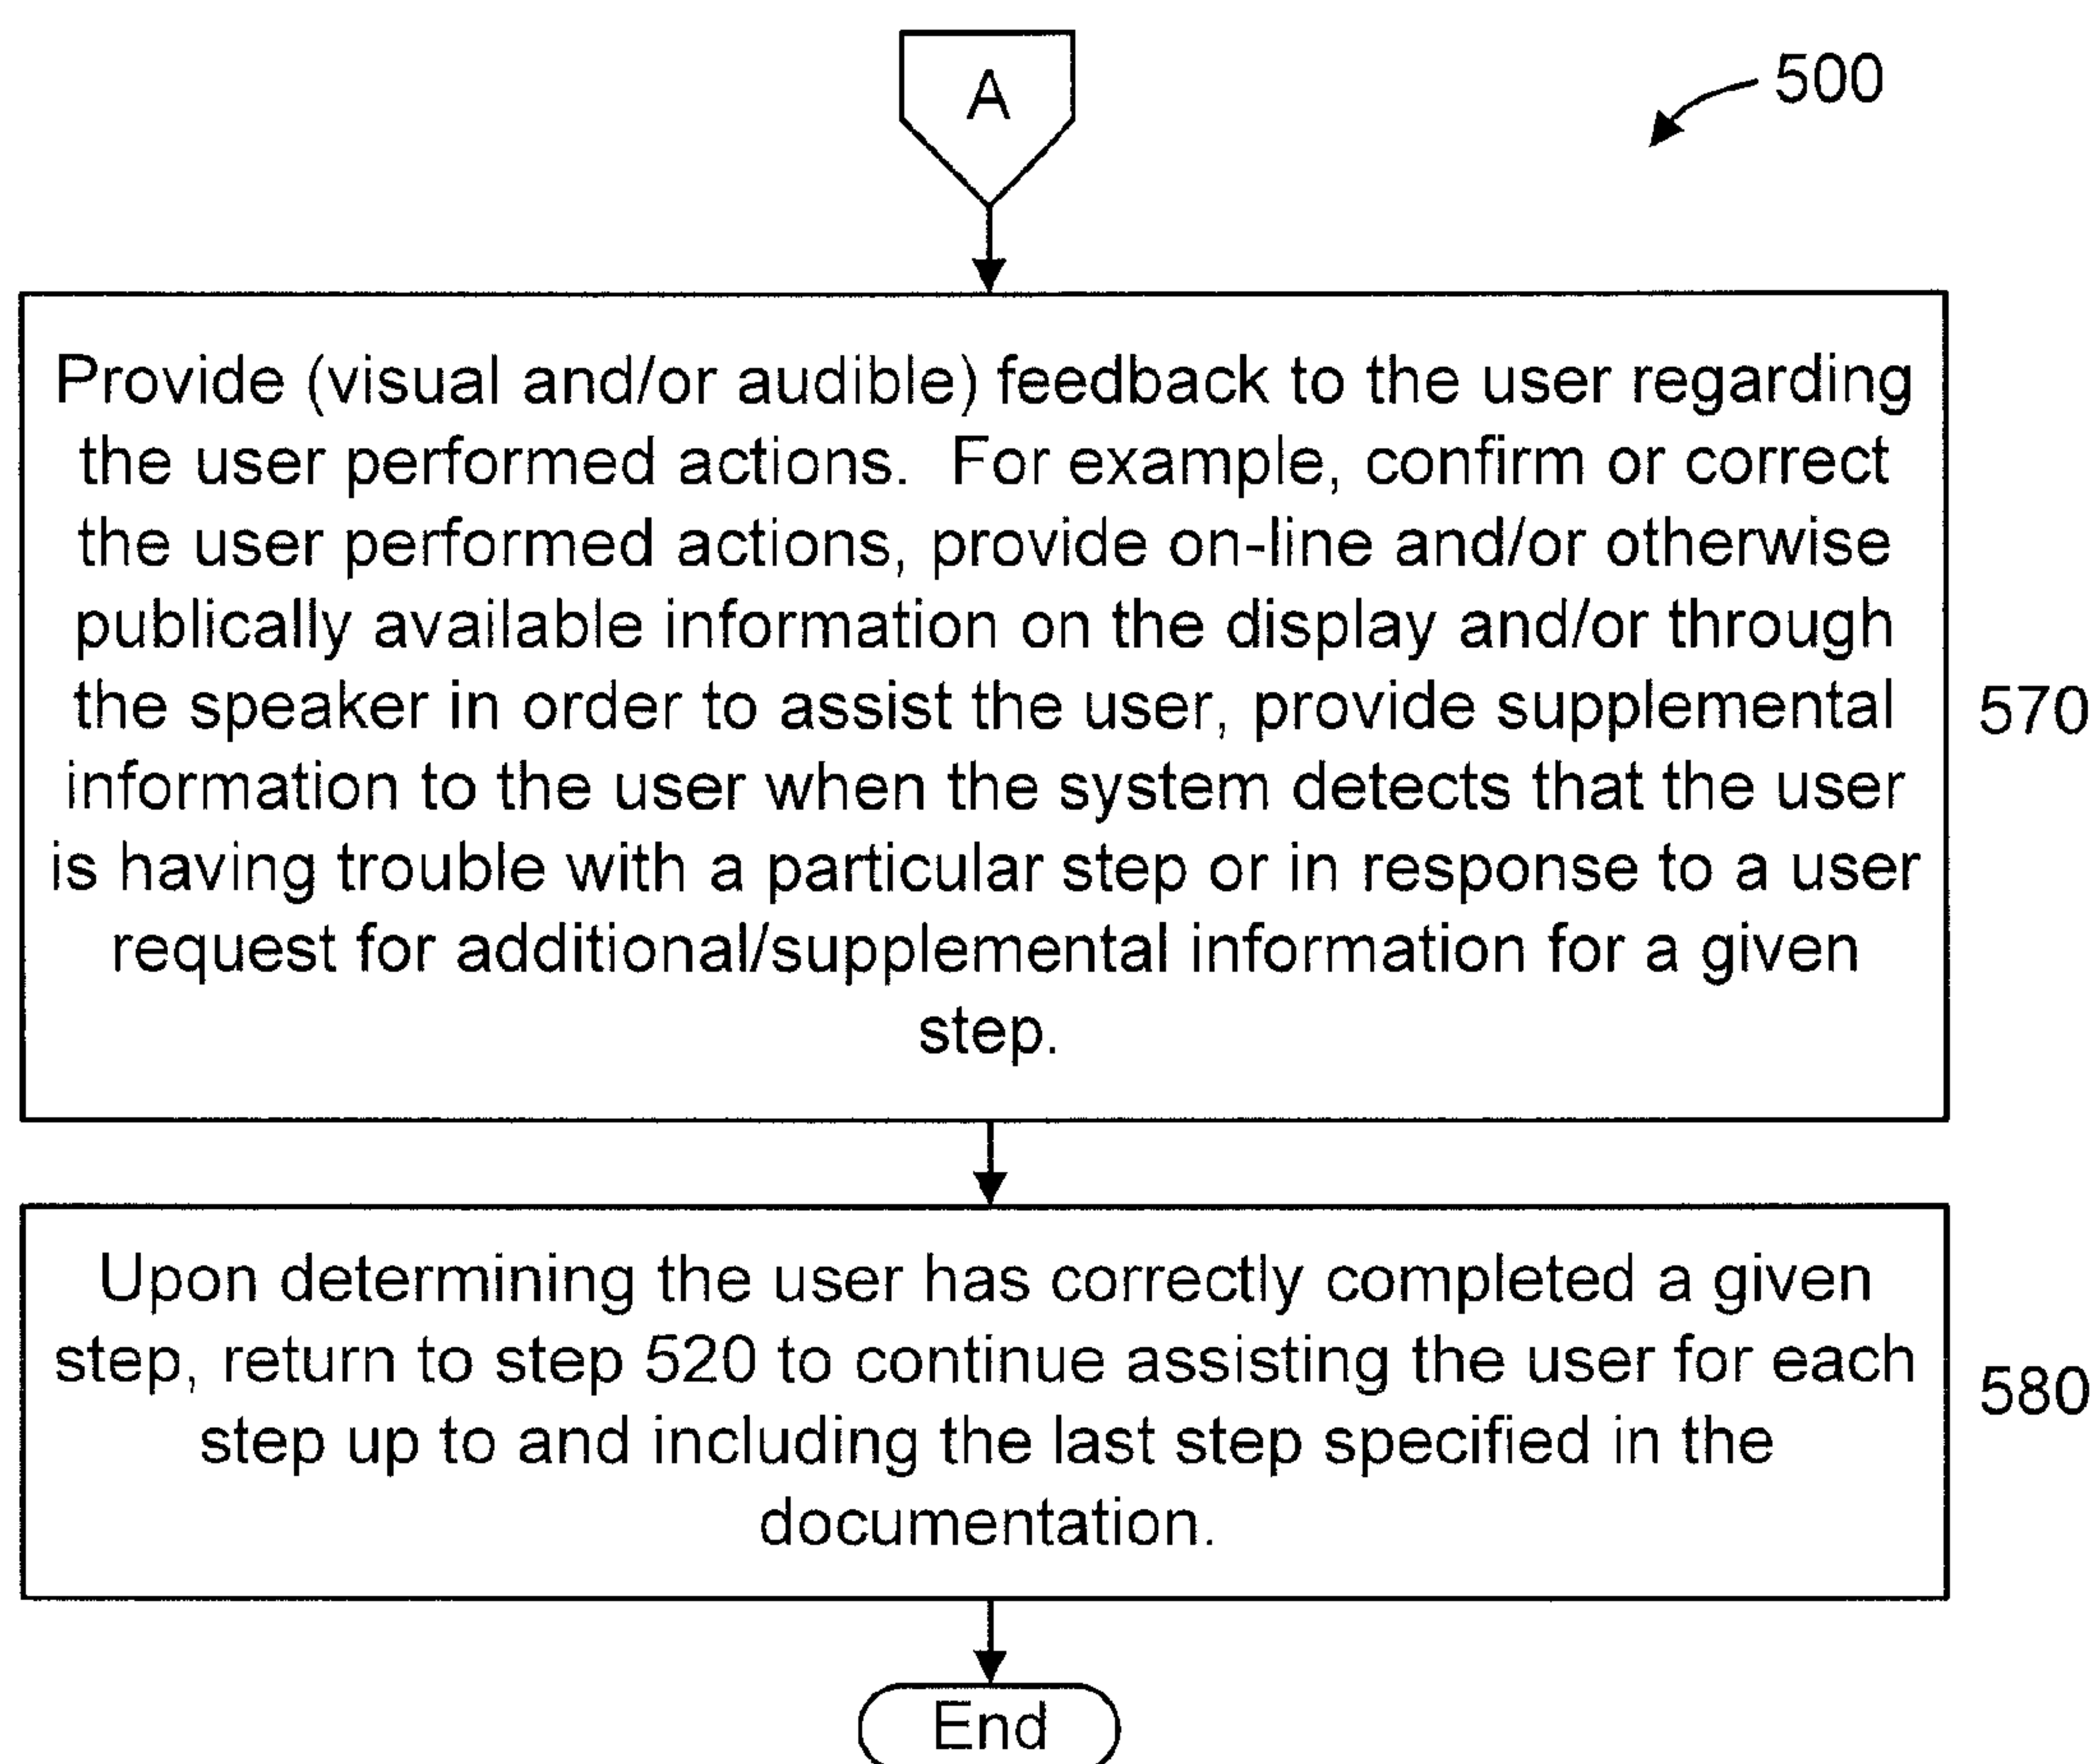 A
500
Provide (visual and/or audible) feedback to the user regarding
the user performed actions.  For example, confirm or correct
the user performed actions, provide on-line and/or otherwise
publically available information on the display and/or through
the speaker in order to assist the user, provide supplemental
information to the user when the system detects that the user
is having trouble with a particular step or in response to a user
request for additional/supplemental information for a given
step.
570
Upon determining the user has correctly completed a given
step, return to step 520 to continue assisting the user for each
step up to and including the last step specified in the
documentation.
580
End